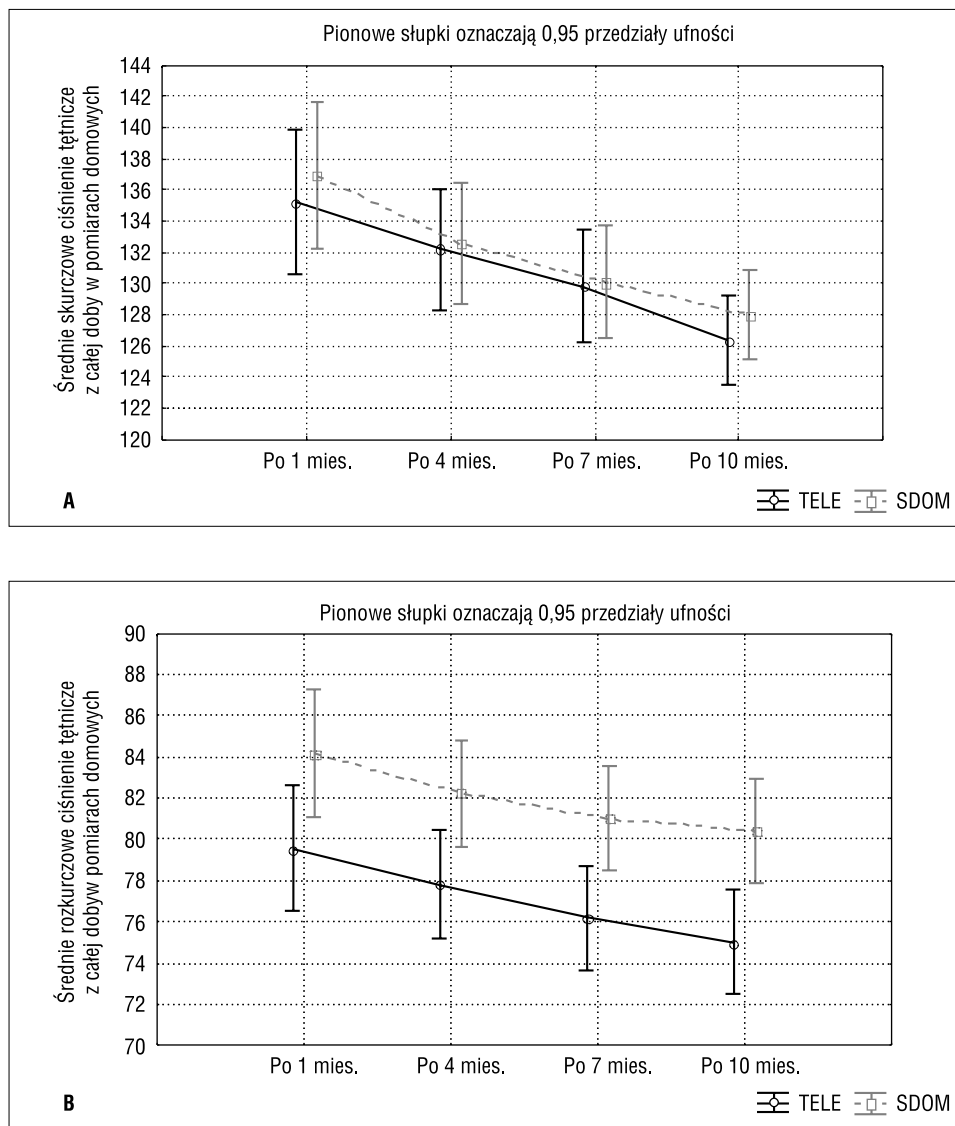 Pionowe słupki oznaczają 0,95 przedziały ufności
Średnie skurczowe ciśnienie tętnicze
z całej doby w pomiarach domowych
144
142
140
138
136
134
132
130
128
126
124
122
120
Po 1 mies.
Po 4 mies.
Po 7 mies.
Po 10 mies.
A
TELE
SDOM
Pionowe słupki oznaczają 0,95 przedziały ufności
Średnie rozkurczowe ciśnienie tętnicze
z całej dobyw pomiarach domowych
90
88
86
84
82
80
78
76
74
72
70
Po 1 mies.
Po 4 mies.
Po 7 mies.
Po 10 mies.
B
TELE
SDOM